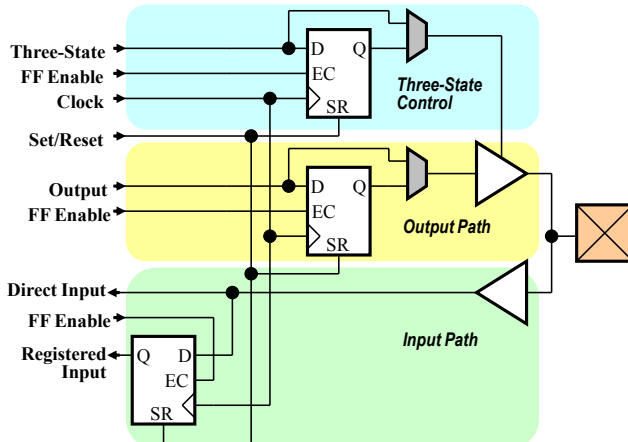 Three-State
FF Enable
Clock
Set/Reset
D
Q
EC
SR
Three-State
Control
Output
FF Enable
D
Q
EC
SR
Output Path
Direct Input
FF Enable
Registered
Input
Q
D
EC
SR
Input Path